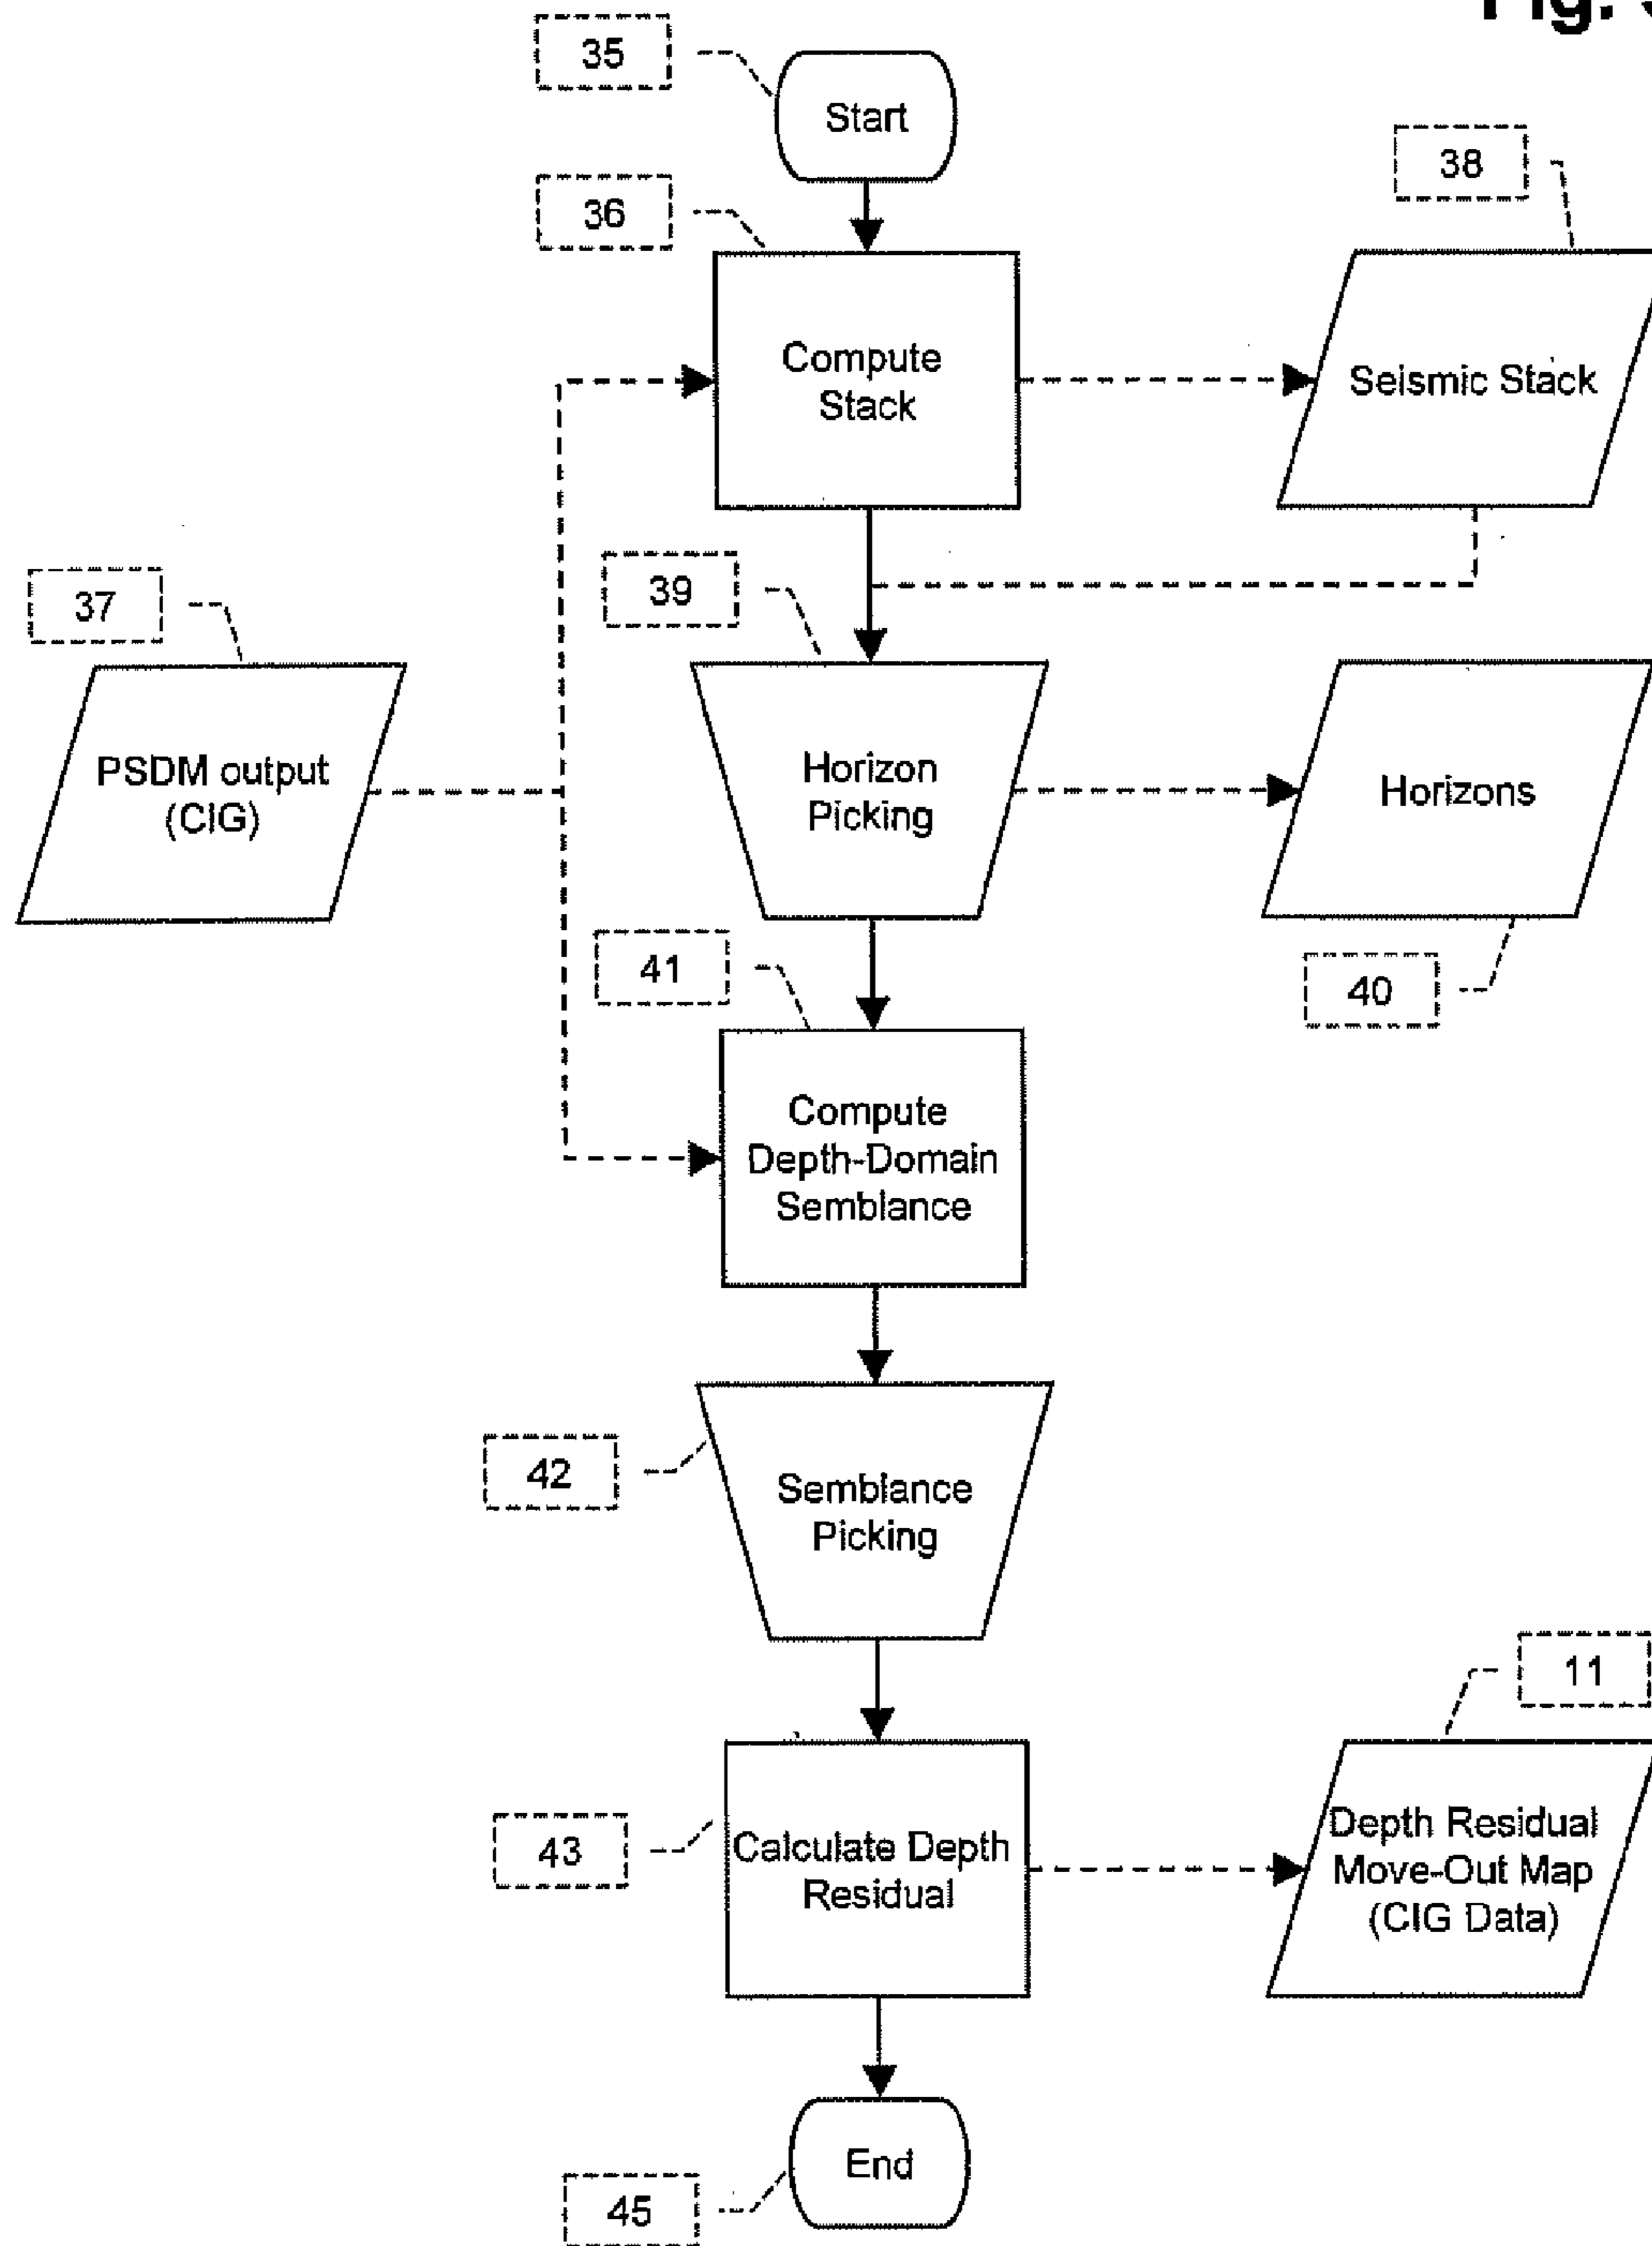 Fig.
35
Start
36
38
Compute
Stack
Seismic Stack
37
39
PSDM output
(CIG)
Horizon
Picking
Horizons
41
40
Compute
Depth-Domain
Semblance
42
Semblance
Picking
11
43
Calculate Depth
Residual
Depth Residual
Move-Out Map
(CIG Data)
End
45